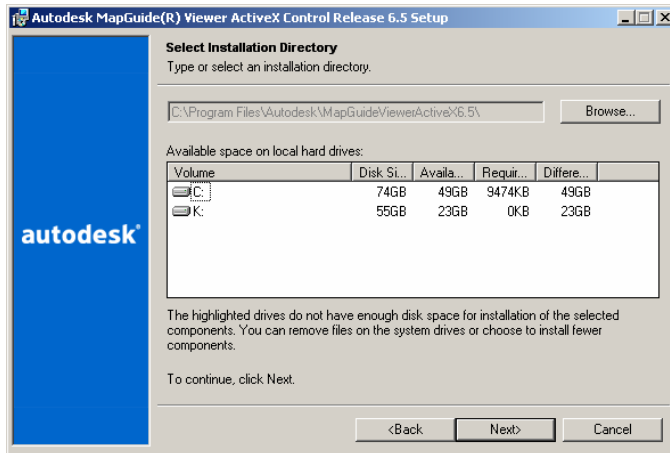 Autodesk MapGuide(R) Viewer ActiveX Control Release 6.5 Setup
Select Installation Directory
Type or select an installation directory.
C:\Program Files\Autodesk\MapGuideViewerActiveX6.5\
Browse...
Available space on local hard drives:
Volume Disk Si... Availa... Requir... Differe...
C: 74GB 49GB 9474KB 49GB
K: 55GB 23GB 0KB 23GB
autodesk®
The highlighted drives do not have enough disk space for installation of the selected
components. You can remove files on the system drives or choose to install fewer
components.
To continue, click Next.
<Back Next> Cancel